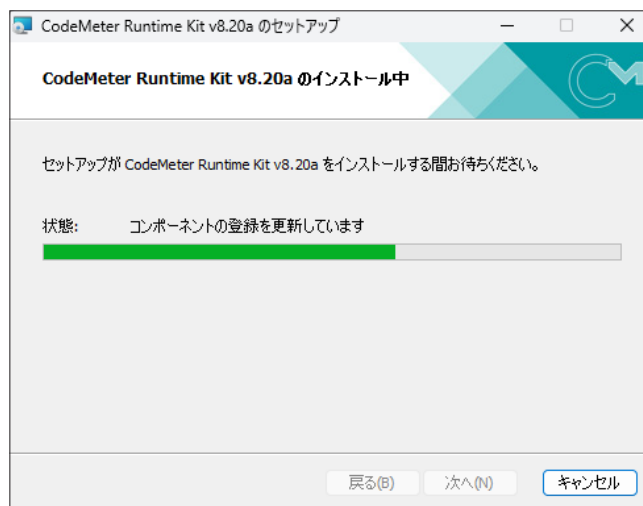 CodeMeter Runtime Kit v8.20a のセットアップ
CodeMeter Runtime Kit v8.20a のインストール中
セットアップが CodeMeter Runtime Kit v8.20a をインストールする間お待ちください。
状態: コンポーネントの登録を更新しています
戻る(B) 次へ(N) キャンセル